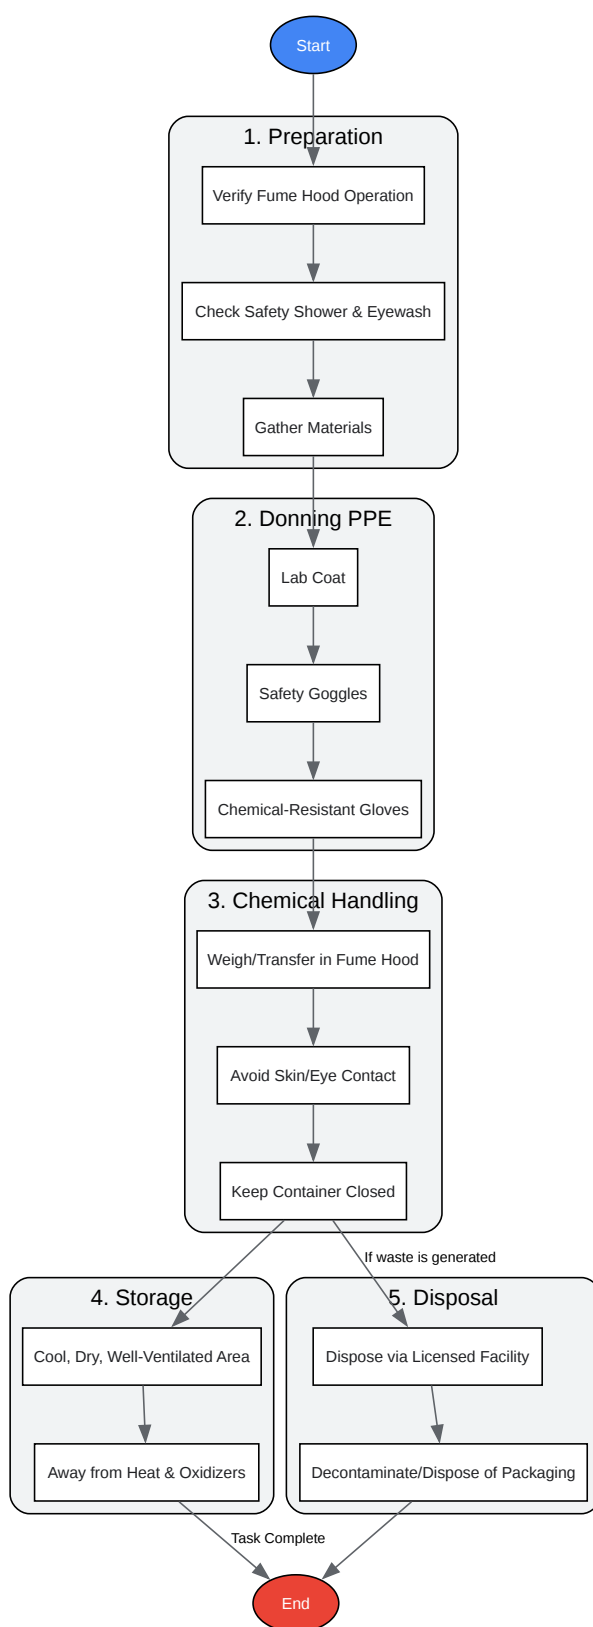 Start
1. Preparation
Verify Fume Hood Operation
Check Safety Shower & Eyewash
Gather Materials
2. Donning PPE
Lab Coat
Safety Goggles
Chemical-Resistant Gloves
3. Chemical Handling
Weigh/Transfer in Fume Hood
Avoid Skin/Eye Contact
Keep Container Closed
If waste is generated
4. Storage
Cool, Dry, Well-Ventilated Area
Away from Heat & Oxidizers
5. Disposal
Dispose via Licensed Facility
Decontaminate/Dispose of Packaging
Task Complete
End